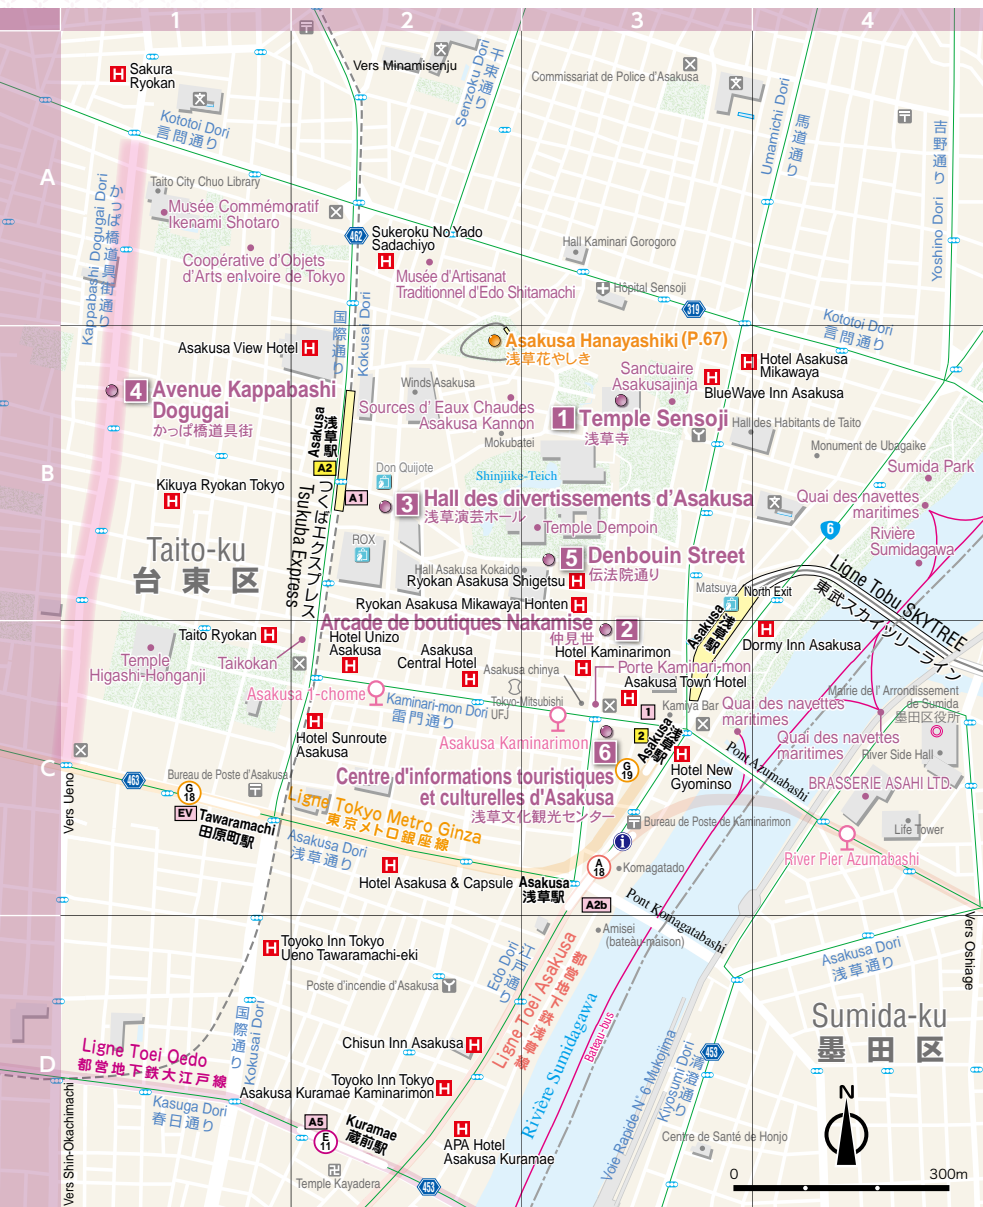 1
2
3
4
A
B
C
D
Sakura
Ryokan
Vers Minamisenju
Senzoku Dori
千束通り
Commissariat de Police d'Asakusa
Umamichi Dori
馬道通り
吉野通り
Yoshino Dori
Kototoi Dori
言問通り
Kappabashi Dogugai Dori
かっぱ橋道具街通り
Taito City Chuo Library
Musée Commémoratif
Ikenami Shotaro
Coopérative d'Objets
d'Arts enIvoire de Tokyo
462
Sukeroku No Yado
Sadachiyo
Musée d'Artisanat
Traditionnel d'Edo Shitamachi
Hall Kaminari Gorogoro
Hôpital Sensoji
319
Kototoi Dori
言問通り
国際通り
Kokusai Dori
Asakusa View Hotel
Asakusa Hanayashiki (P.67)
浅草花やしき
Sanctuaire
Asakusajinja
Hotel Asakusa
Mikawaya
BlueWave Inn Asakusa
4 Avenue Kappabashi
Dogugai
かっぱ橋道具街
Winds Asakusa
Sources d' Eaux Chaudes
Asakusa Kannon
Mokubatei
1 Temple Sensoji
浅草寺
Hall des Habitants de Taito
Monument de Ubagaike
Sumida Park
Asakusa
浅草駅
A2
A1
Don Quijote
Shinjiike-Teich
Kikuya Ryokan Tokyo
3 Hall des divertissements d'Asakusa
浅草演芸ホール
Temple Dempoin
Quai des navettes
maritimes
6
Rivière
Sumidagawa
Taito-ku
台東区
つくばエクスプレス
Tsukuba Express
ROX
Hall Asakusa Kokaido
5 Denbouin Street
伝法院通り
Ryokan Asakusa Shigetsu
Ryokan Asakusa Mikawaya Honten
Matsuya
North Exit
Ligne Tobu SKYTREE
東武スカイツリーライン
Asakusa
浅草駅
Arcade de boutiques Nakamise 2
仲見世
Taito Ryokan
Temple
Higashi-Honganji
Taikokan
Hotel Unizo
Asakusa
Asakusa
Central Hotel
Asakusa chinya
Hotel Kaminarimon
Porte Kaminari-mon
Asakusa Town Hotel
Dormy Inn Asakusa
Asakusa 1-chome
Kaminari-mon Dori
雷門通り
Tokyo-Mitsubishi
UFJ
Asakusa Kaminarimon
Kamiya Bar
1
2
Quai des navettes
maritimes
Mairie de l' Arrondissement
de Sumida
墨田区役所
Quai des navettes
maritimes
River Side Hall
Hotel Sunroute
Asakusa
6
Centre d'informations touristiques
et culturelles d'Asakusa
浅草文化観光センター
Asakusa
浅草駅
G
19
Hotel New
Gyominso
Pont Azumabashi
BRASSERIE ASAHI LTD.
Vers Ueno
463
G
18
EV
Tawaramachi
田原町駅
Bureau de Poste d'Asakusa
Ligne Tokyo Metro Ginza
東京メトロ銀座線
Asakusa Dori
浅草通り
Hotel Asakusa & Capsule
Asakusa
浅草駅
Bureau de Poste de Kaminarimon
i
A
18
Komagatado
A2b
Life Tower
River Pier Azumabashi
Pont Komagatabashi
Toyoko Inn Tokyo
Ueno Tawaramachi-eki
Amisei
(bateàu-maison)
Asakusa Dori
浅草通り
Vers Oshiage
Poste d'incendie d'Asakusa
Edo Dori
江戸通り
Ligne Toei Asakusa
都営地下鉄浅草線
国際通り
Kokusai Dori
Ligne Toei Oedo
都営地下鉄大江戸線
Kasuga Dori
春日通り
Chisun Inn Asakusa
Toyoko Inn Tokyo
Asakusa Kuramae Kaminarimon
Rivière Sumidagawa
Bateau-bus
Voie Rapide N˚6 Mukojima
Kiyosumi Dori
清澄通り
453
Sumida-ku
墨田区
A5
E
11
Kuramae
蔵前駅
APA Hotel
Asakusa Kuramae
Centre de Santé de Honjo
Temple Kayadera
453
Vers Shin-Okachimachi
N
0
300m